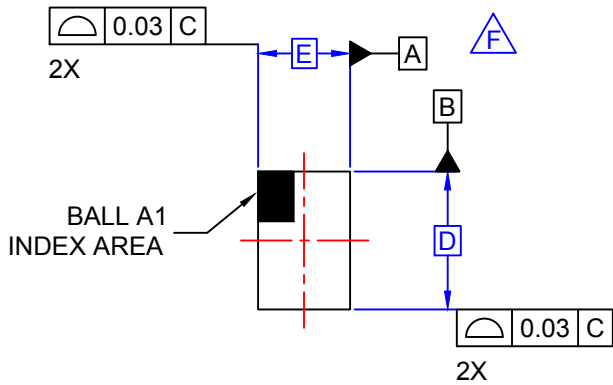 ⌓ 0.03 C
2X
E
A
F
B
BALL A1
INDEX AREA
D
⌓ 0.03 C
2X